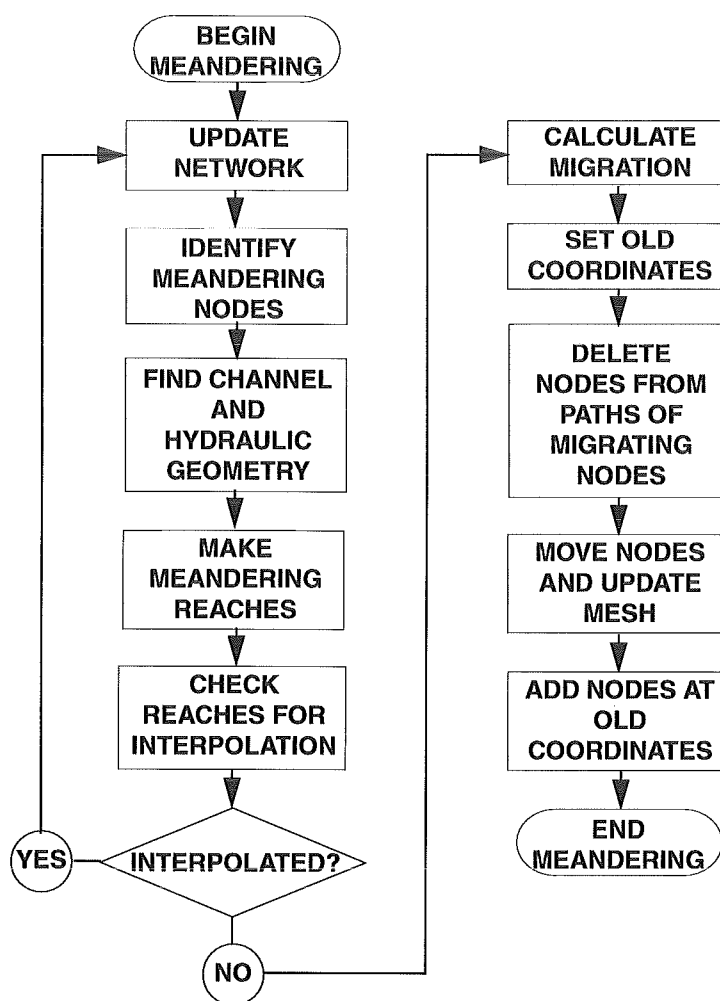 BEGIN
MEANDERING
UPDATE
NETWORK
IDENTIFY
MEANDERING
NODES
FIND CHANNEL
AND
HYDRAULIC
GEOMETRY
MAKE
MEANDERING
REACHES
CHECK
REACHES FOR
INTERPOLATION
INTERPOLATED?
YES
NO
CALCULATE
MIGRATION
SET OLD
COORDINATES
DELETE
NODES FROM
PATHS OF
MIGRATING
NODES
MOVE NODES
AND UPDATE
MESH
ADD NODES AT
OLD
COORDINATES
END
MEANDERING